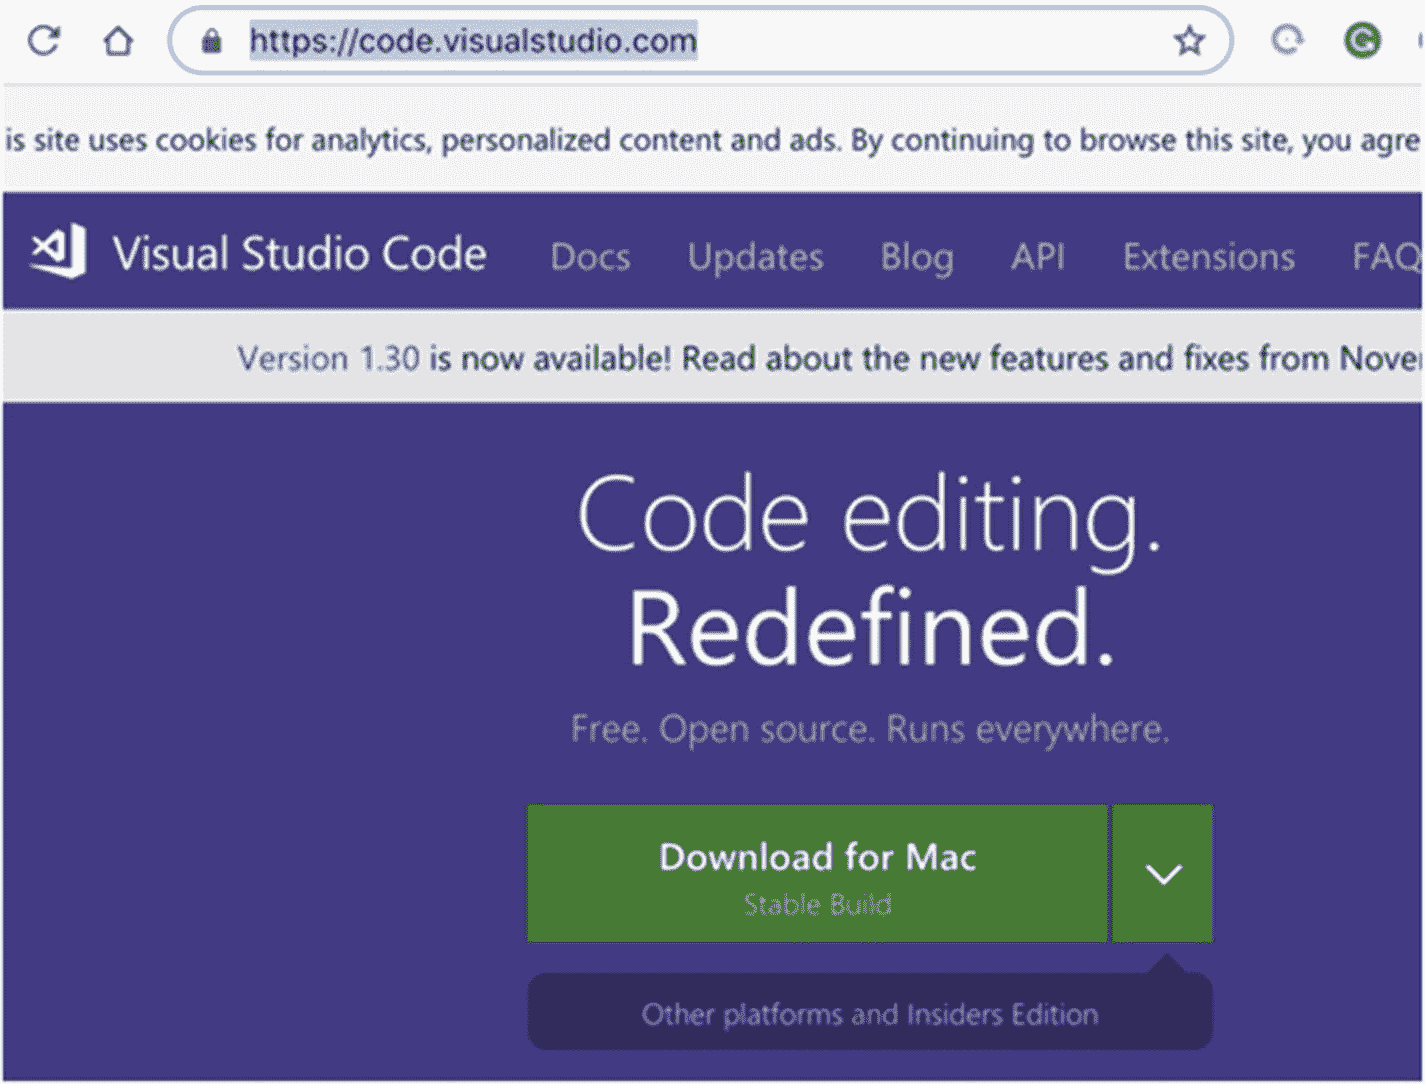 https://code.visualstudio.com
is site uses cookies for analytics, personalized content and ads. By continuing to browse this site, you agre
Visual Studio Code Docs Updates Blog API Extensions FAQ
Version 1.30 is now available! Read about the new features and fixes from Nove
Code editing.
Redefined.
Free. Open source. Runs everywhere.
Download for Mac
Stable Build
Other platforms and Insiders Edition